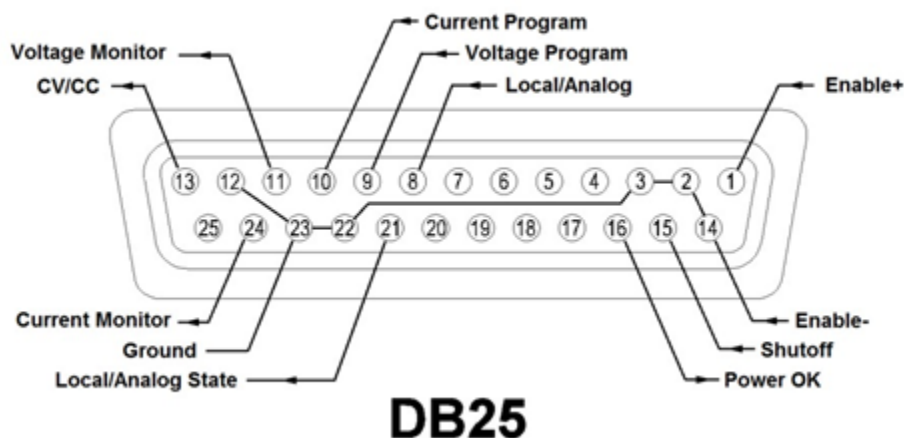 Current Program
Voltage Monitor
Voltage Program
CV/CC
Local/Analog
Enable+
13 12 11 10 9 8 7 6 5 4 3 2 1
25 24 23 22 21 20 19 18 17 16 15 14
Current Monitor
Enable-
Ground
Shutoff
Local/Analog State
Power OK
DB25